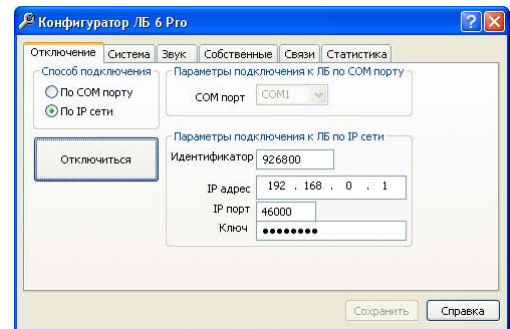 Конфигуратор ЛБ 6 Pro
Отключение Система Звук Собственные Связи Статистика
Способ подключения
По COM порту
По IP сети
Отключиться
Параметры подключения к ЛБ по COM порту
COM порт COM1
Параметры подключения к ЛБ по IP сети
Идентификатор 926800
IP адрес 192 . 168 . 0 . 1
IP порт 46000
Ключ ●●●●●●●●
Сохранить Справка